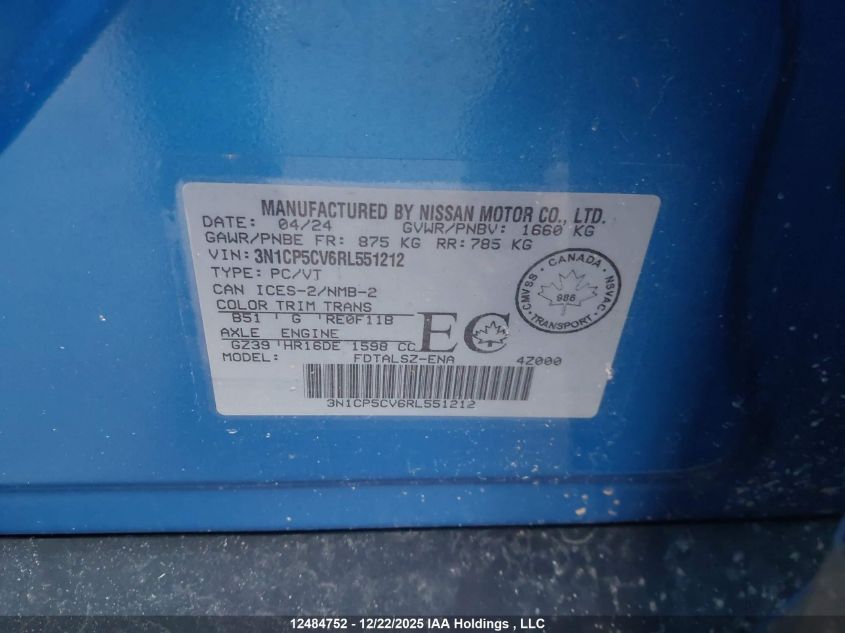 MANUFACTURED BY NISSAN MOTOR CO., LTD.
DATE: 04/24 GVWR/PNBV: 1660 KG
GAWR/PNBE FR: 875 KG RR: 785 KG
VIN: 3N1CP5CV6RL551212
TYPE: PC/VT
CAN ICES-2/NMB-2
COLOR TRIM TRANS
B51 ' G 'RE0F11B
AXLE ENGINE
GZ39 'HR16DE 1598 CC
EC
MODEL: FDTALSZ-ENA 4Z000
3N1CP5CV6RL551212
CMVSS - CANADA - NSVAC
986
TRANSPORT
12484752 - 12/22/2025 IAA Holdings, LLC